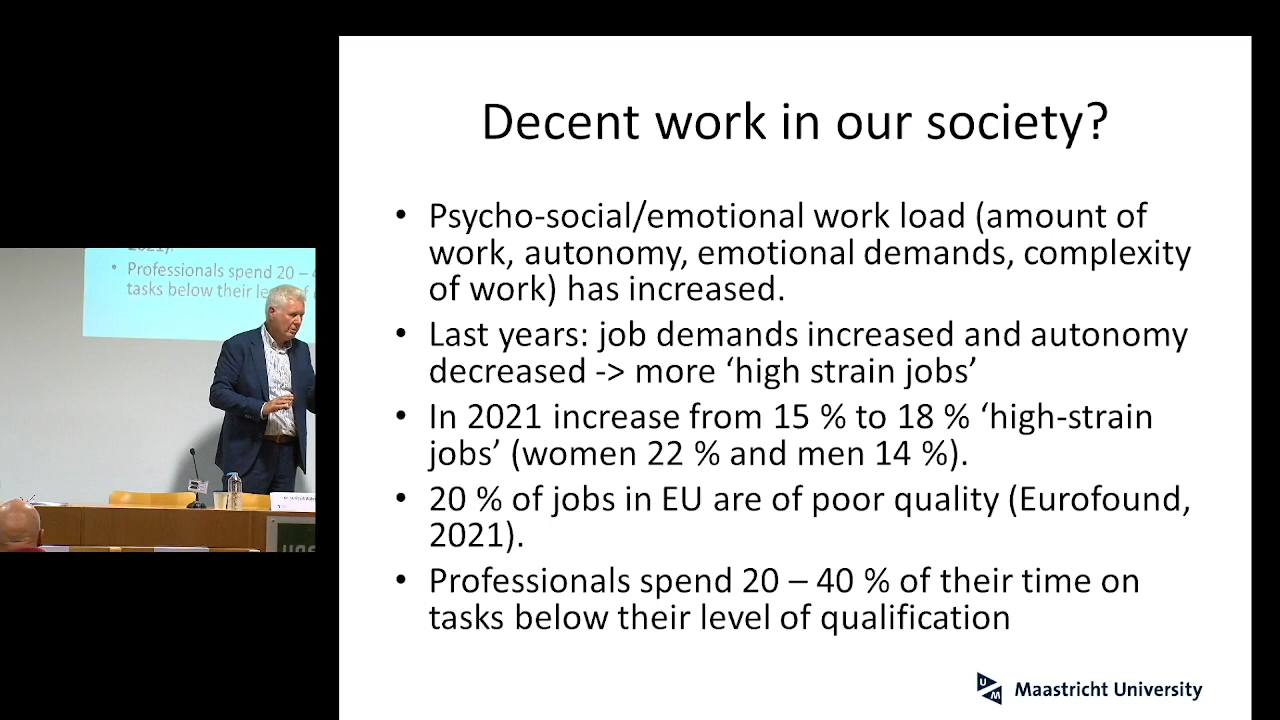 Decent work in our society?
• Psycho-social/emotional work load (amount of
work, autonomy, emotional demands, complexity
of work) has increased.
• Last years: job demands increased and autonomy
decreased -> more ‘high strain jobs’
• In 2021 increase from 15 % to 18 % ‘high-strain
jobs’ (women 22 % and men 14 %).
• 20 % of jobs in EU are of poor quality (Eurofound,
2021).
• Professionals spend 20 – 40 % of their time on
tasks below their level of qualification
UM
Maastricht University
2021).
• Professionals spend 20 –
tasks below their